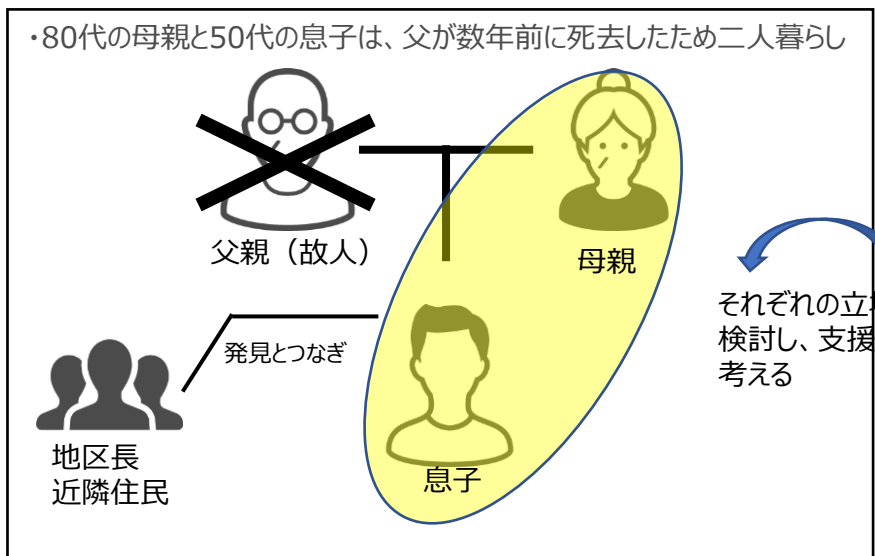 ・80代の母親と50代の息子は、父が数年前に死去したため二人暮らし
父親（故人）
母親
それぞれの立
検討し、支援
考える
発見とつなぎ
地区長
近隣住民
息子